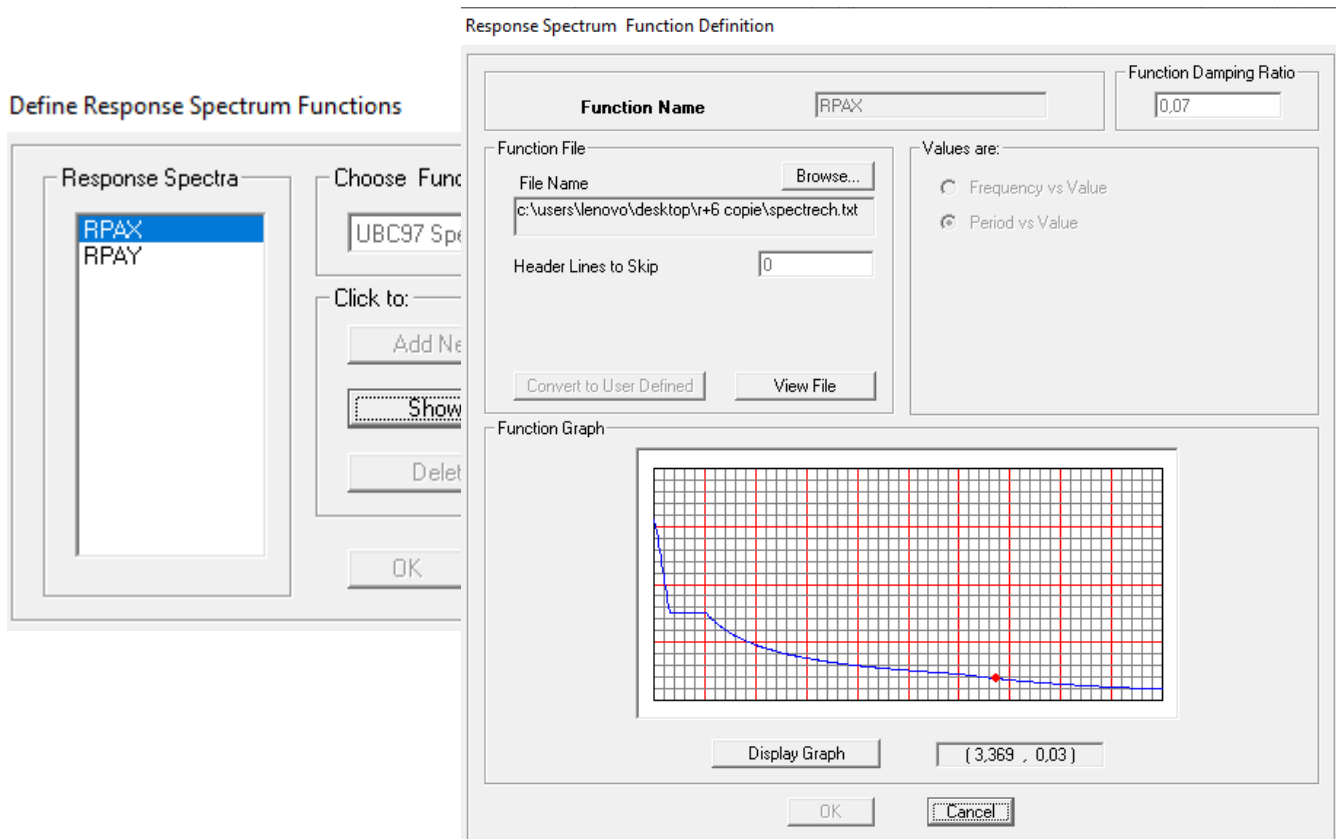 Define Response Spectrum Functions
Response Spectra
RPAX
RPAY
Choose Func
UBC97 Spe
Click to:
Add Ne
Show
Delet
OK
Response Spectrum Function Definition
Function Name
RPAX
Function Damping Ratio
0,07
Function File
File Name
Browse...
c:\users\lenovo\desktop\r+6 copie\spectrech.txt
Header Lines to Skip
0
Convert to User Defined
View File
Values are:
Frequency vs Value
Period vs Value
Function Graph
Display Graph
( 3,369 , 0,03 )
OK
Cancel